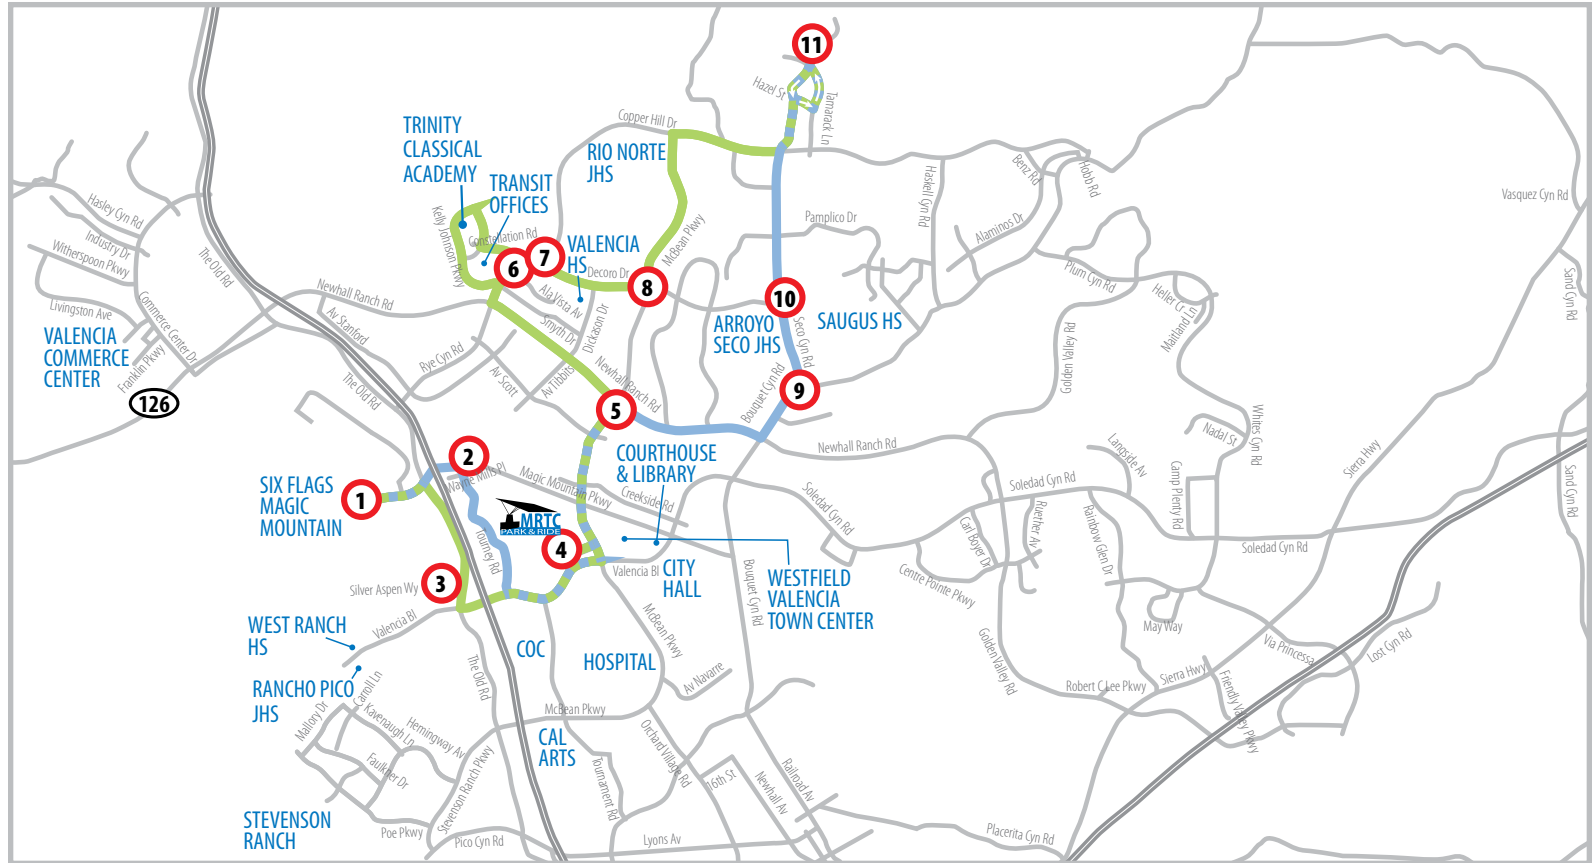 11
Hazel St
Tamarack Ln
Copper Hill Dr
TRINITY
CLASSICAL
ACADEMY
RIO NORTE
JHS
TRANSIT
OFFICES
Kelly Johnson Pkwy
Constellation Rd
6
7
VALENCIA
HS
Decoro Dr
8
McBean Pkwy
Ala Vista Av
Smyth Dr
Dickason Dr
Haskell Cyn Rd
Benz Rd
Hobb Rd
Pamplico Dr
Alaminos Dr
Vasquez Cyn Rd
Hasley Cyn Rd
Industry Dr
Witherspoon Pkwy
The Old Rd
Livingston Ave
Commerce Center Dr
Franklin Pkwy
VALENCIA
COMMERCE
CENTER
126
Newhall Ranch Rd
Av Stanford
Rye Cyn Rd
The Old Rd
Av Scott
Av Tibbits
Newhall Ranch Rd
5
10
ARROYO
SECO JHS
Seco Cyn Rd
SAUGUS HS
Plum Cyn Rd
Heller Cr
Maitland Ln
Sand Cyn Rd
Golden Valley Rd
9
Bouquet Cyn Rd
Newhall Ranch Rd
Whites Cyn Rd
Nadal St
Langside Av
Camp Plenty Rd
Sierra Hwy
Sand Cyn Rd
COURTHOUSE
& LIBRARY
2
Wayne Mills Pl
Magic Mountain Pkwy
Creekside Rd
SIX FLAGS
MAGIC
MOUNTAIN
1
MRTC
PARK & RIDE
4
Tourney Rd
3
Silver Aspen Wy
Valencia Bl
CITY
HALL
Valencia Bl
WESTFIELD
VALENCIA
TOWN CENTER
Soledad Cyn Rd
Soledad Cyn Rd
Soledad Cyn Rd
Carl Boyer Dr
Ruether Av
Rainbow Glen Dr
Centre Pointe Pkwy
Bouquet Cyn Rd
May Way
Via Princessa
Lost Cyn Rd
Golden Valley Rd
Robert C Lee Pkwy
Sierra Hwy
Friendly Valley Pkwy
WEST RANCH
HS
RANCHO PICO
JHS
COC
HOSPITAL
McBean Pkwy
Av Navarre
The Old Rd
McBean Pkwy
CAL
ARTS
Orchard Village Rd
Tournament Rd
16th St
Newhall Av
Railroad Av
Mallory Dr
Carroll Ln
Kavenaugh Ln
Hemingway Av
Faulkner Dr
Stevenson Ranch Pkwy
STEVENSON
RANCH
Poe Pkwy
Pico Cyn Rd
Lyons Av
Placerita Cyn Rd